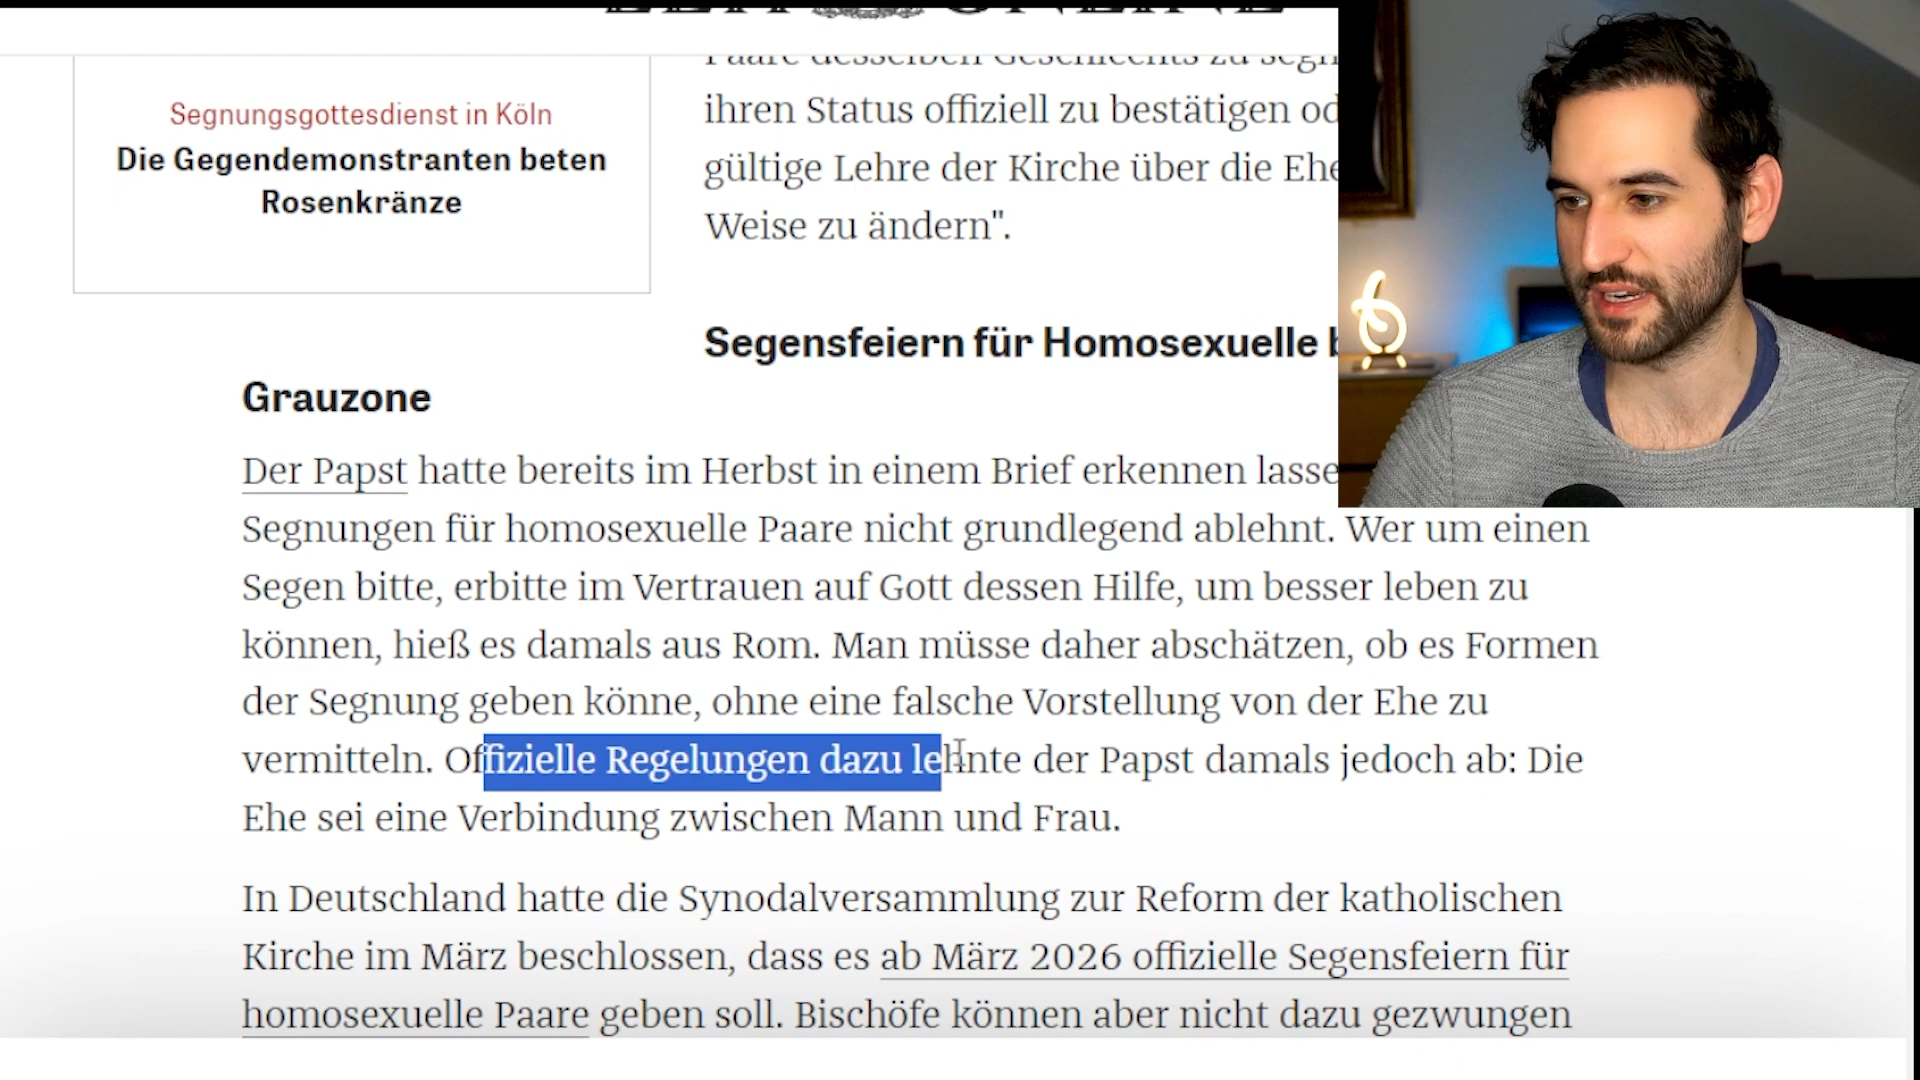 ZEIT ONLINE
Segnungsgottesdienst in Köln
Die Gegendemonstranten beten
Rosenkränze
Paare desselben Geschlechts zu
ihren Status offiziell zu bestätigen
gültige Lehre der Kirche über die Ehe
Weise zu ändern".
Segensfeiern für Homosexuelle
Grauzone
Der Papst hatte bereits im Herbst in einem Brief erkennen
Segnungen für homosexuelle Paare nicht grundlegend ablehnt. Wer um einen
Segen bitte, erbitte im Vertrauen auf Gott dessen Hilfe, um besser leben zu
können, hieß es damals aus Rom. Man müsse daher abschätzen, ob es Formen
der Segnung geben könne, ohne eine falsche Vorstellung von der Ehe zu
vermitteln. Offizielle Regelungen dazu lehnte der Papst damals jedoch ab: Die
Ehe sei eine Verbindung zwischen Mann und Frau.
In Deutschland hatte die Synodalversammlung zur Reform der katholischen
Kirche im März beschlossen, dass es ab März 2026 offizielle Segensfeiern für
homosexuelle Paare geben soll. Bischöfe können aber nicht dazu gezwungen